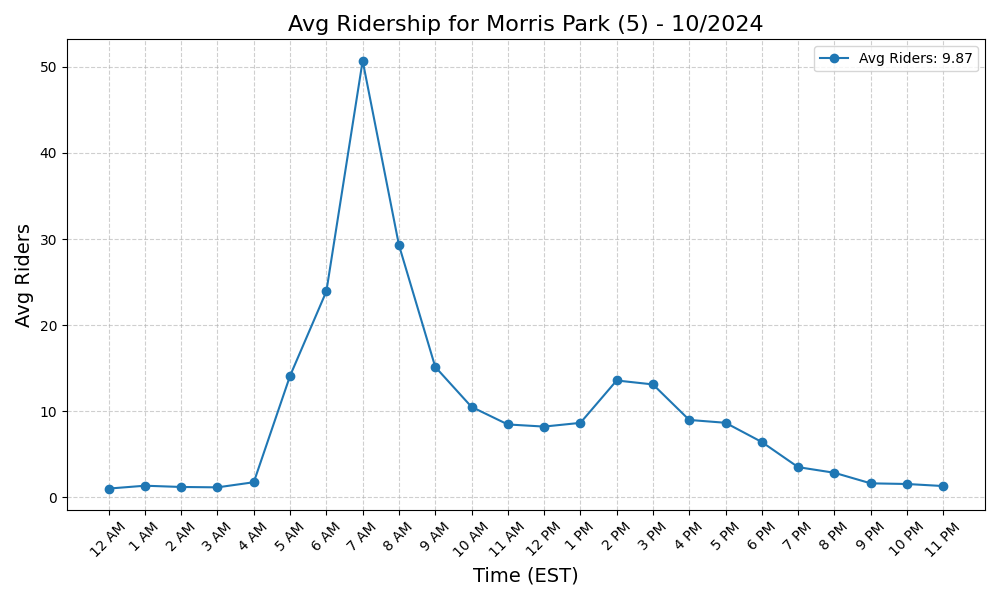 Avg Ridership for Morris Park (5) - 10/2024
Avg Riders: 9.87
Avg Riders
50
40
30
20
10
0
12 AM
1 AM
2 AM
3 AM
4 AM
5 AM
6 AM
7 AM
8 AM
9 AM
10 AM
11 AM
12 PM
1 PM
2 PM
3 PM
4 PM
5 PM
6 PM
7 PM
8 PM
9 PM
10 PM
11 PM
Time (EST)